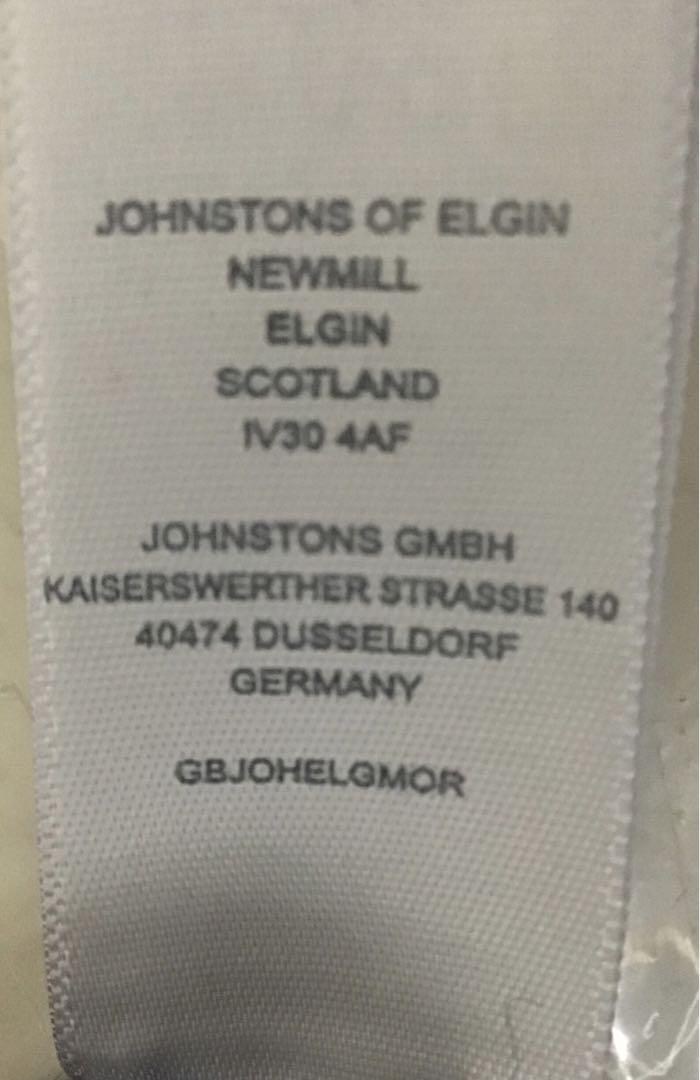 JOHNSTONS OF ELGIN
NEWMILL
ELGIN
SCOTLAND
IV30 4AF
JOHNSTONS GMBH
KAISERSWERTHER STRASSE 140
40474 DUSSELDORF
GERMANY
GBJOHELGMOR